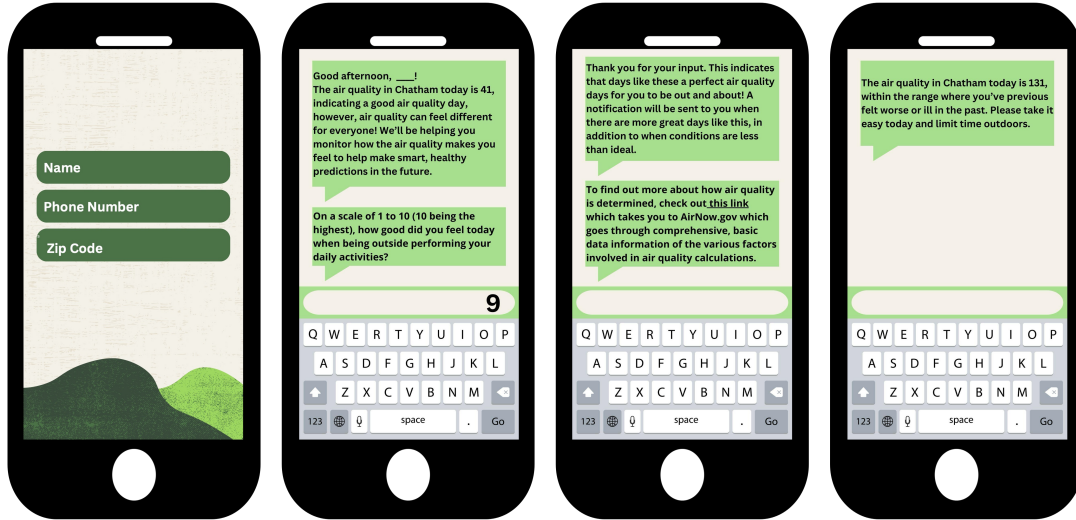 Name
Phone Number
Zip Code
Good afternoon, ___!
The air quality in Chatham today is 41,
indicating a good air quality day,
however, air quality can feel different
for everyone! We'll be helping you
monitor how the air quality makes you
feel to help make smart, healthy
predictions in the future.
On a scale of 1 to 10 (10 being the
highest), how good did you feel today
when being outside performing your
daily activities?
9
Q W E R T Y U I O P
A S D F G H J K L
Z X C V B N M
123 space . Go
Thank you for your input. This indicates
that days like these a perfect air quality
days for you to be out and about! A
notification will be sent to you when
there are more great days like this, in
addition to when conditions are less
than ideal.
To find out more about how air quality
is determined, check out this link
which takes you to AirNow.gov which
goes through comprehensive, basic
data information of the various factors
involved in air quality calculations.
Q W E R T Y U I O P
A S D F G H J K L
Z X C V B N M
123 space . Go
The air quality in Chatham today is 131,
within the range where you've previous
felt worse or ill in the past. Please take it
easy today and limit time outdoors.
Q W E R T Y U I O P
A S D F G H J K L
Z X C V B N M
123 space . Go